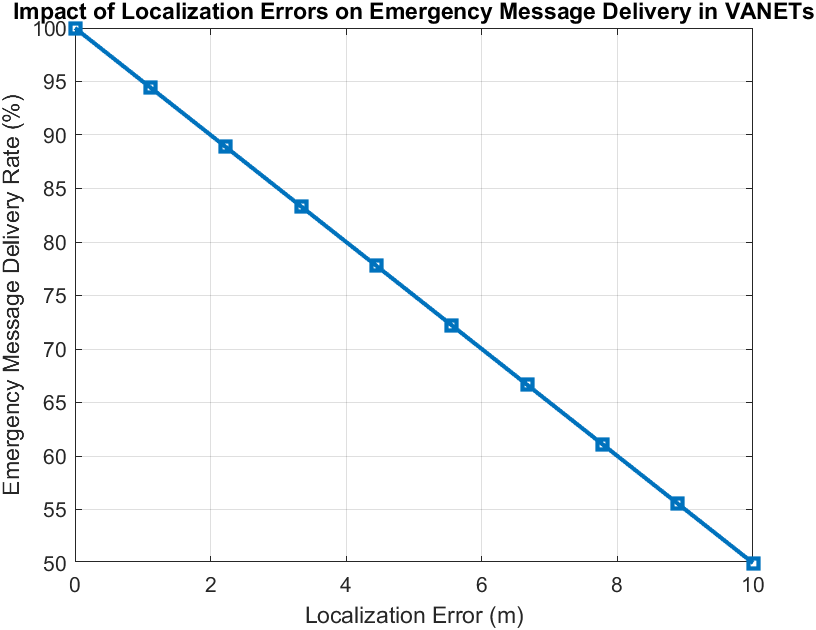 Impact of Localization Errors on Emergency Message Delivery in VANETs
Emergency Message Delivery Rate (%)
100
95
90
85
80
75
70
65
60
55
50
0 2 4 6 8 10
Localization Error (m)